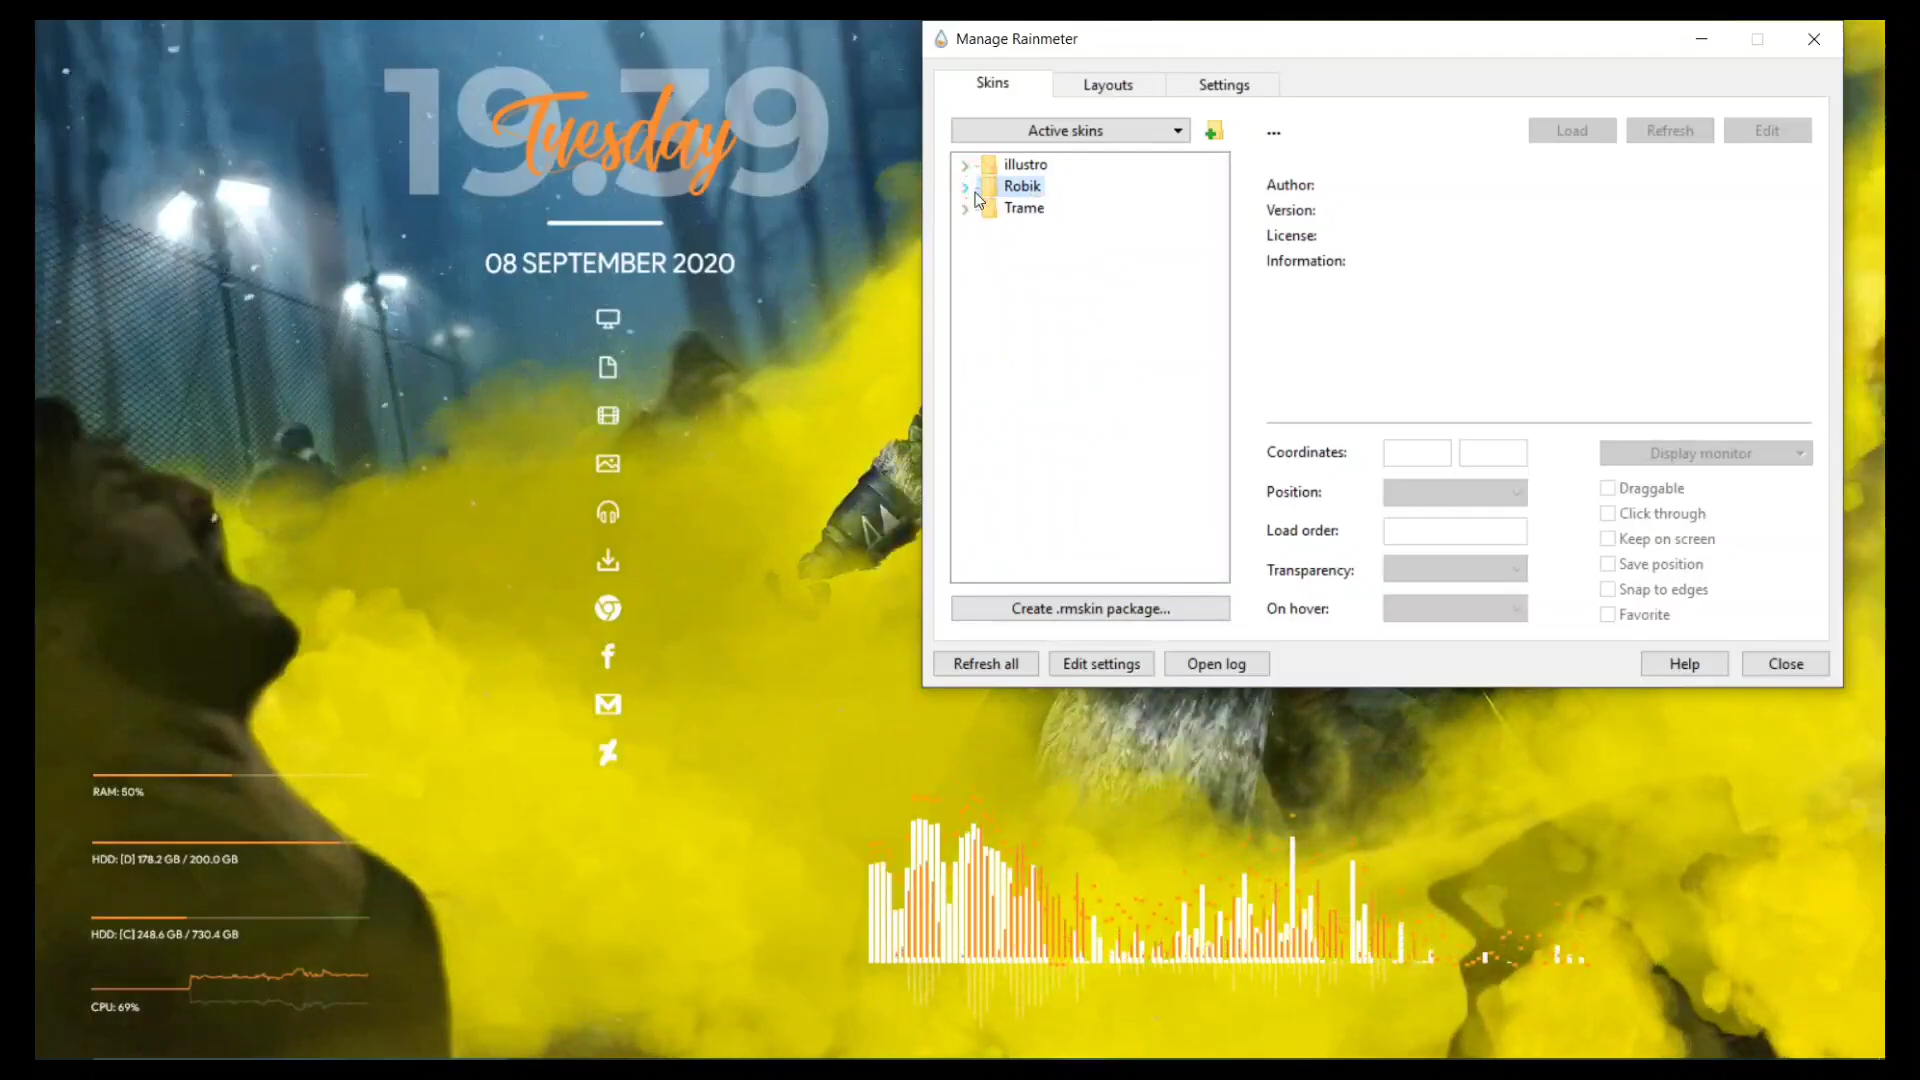 19.39
Tuesday
08 SEPTEMBER 2020
RAM: 50%
HDD: [D] 178.2 GB / 200.0 GB
HDD: [C] 248.6 GB / 730.4 GB
CPU: 69%
Manage Rainmeter
Skins
Layouts
Settings
Active skins
...
Load
Refresh
Edit
illustro
Robik
Trame
Author:
Version:
License:
Information:
Coordinates:
Display monitor
Position:
Draggable
Click through
Load order:
Keep on screen
Transparency:
Save position
Snap to edges
On hover:
Favorite
Create .rmskin package...
Refresh all
Edit settings
Open log
Help
Close